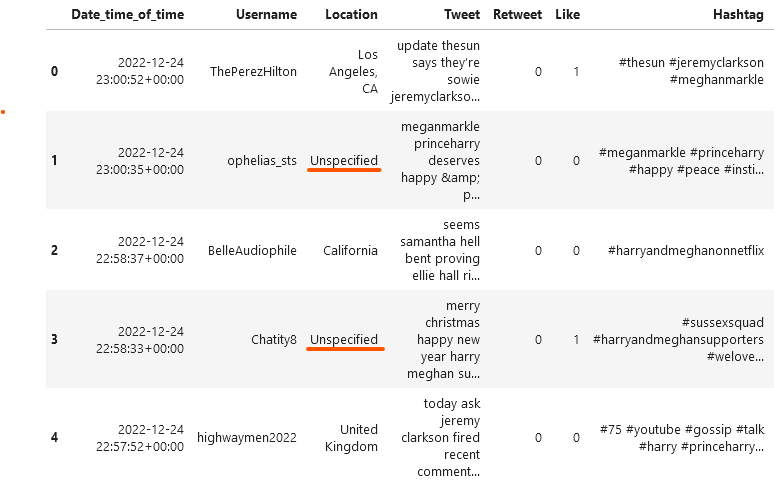 Date_time_of_time Username Location Tweet Retweet Like Hashtag
0 2022-12-24 23:00:52+00:00 ThePerezHilton Los Angeles, CA update thesun says they're sowie jeremyclarkso... 0 1 #thesun #jeremyclarkson #meghanmarkle
1 2022-12-24 23:00:35+00:00 ophelias_sts Unspecified meganmarkle princeharry deserves happy &amp; p... 0 0 #meganmarkle #princeharry #happy #peace #insti...
2 2022-12-24 22:58:37+00:00 BelleAudiophile California seems samantha hell bent proving ellie hall ri... 0 0 #harryandmeghanonnetflix
3 2022-12-24 22:58:33+00:00 Chatity8 Unspecified merry christmas happy new year harry meghan su... 0 1 #sussexsquad #harryandmeghansupporters #welove...
4 2022-12-24 22:57:52+00:00 highwaymen2022 United Kingdom today ask jeremy clarkson fired recent comment... 0 0 #75 #youtube #gossip #talk #harry #princeharry...